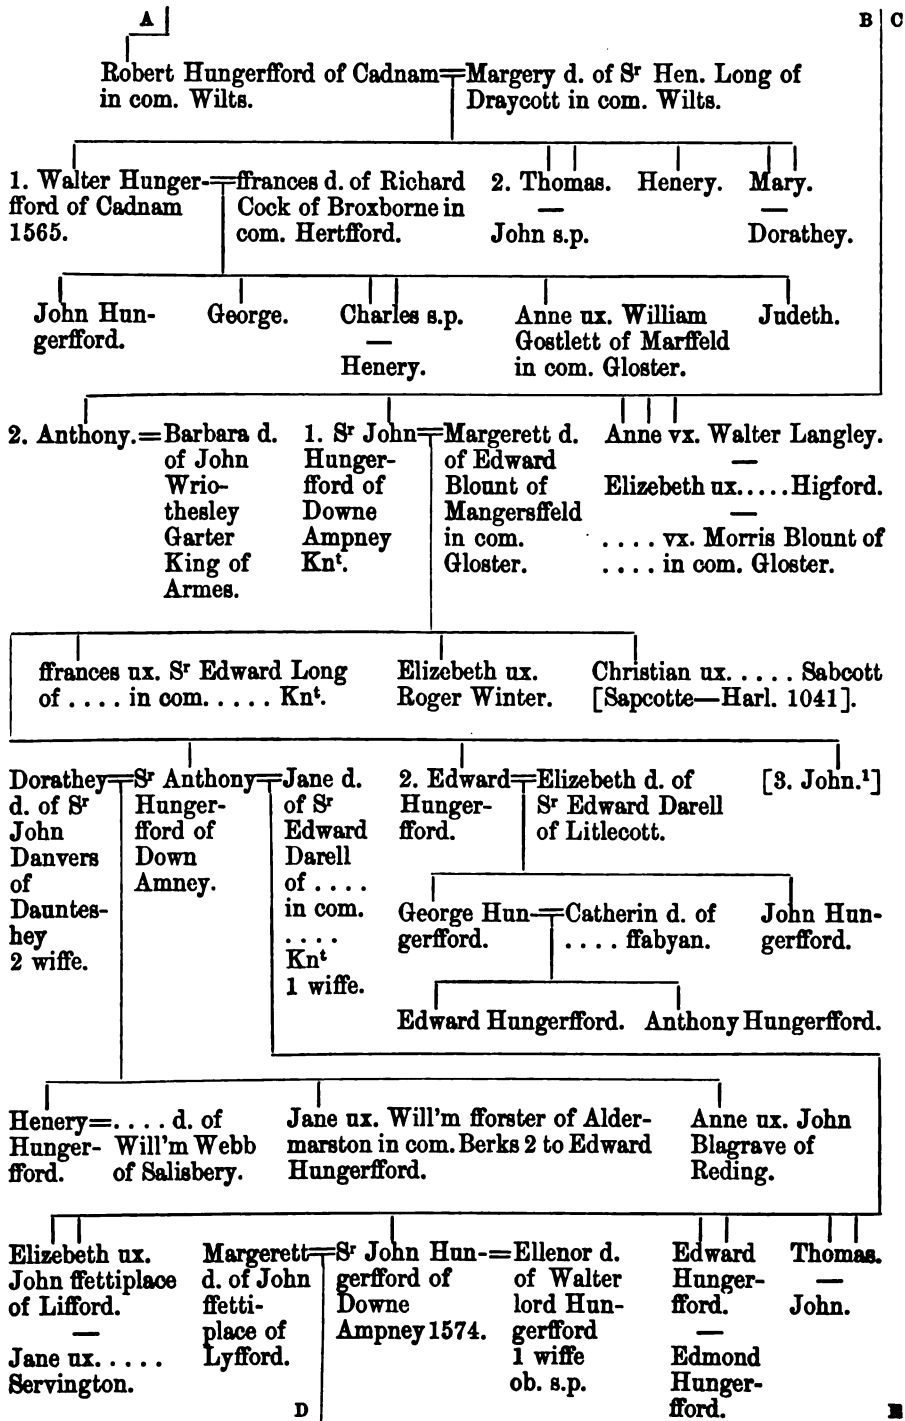 A
B C
Robert Hungerfford of Cadnam=Margery d. of Sʳ Hen. Long of
in com. Wilts.
Draycott in com. Wilts.
1. Walter Hunger-
fford of Cadnam
1565.
=ffrances d. of Richard
Cock of Broxborne in
com. Hertfford.
2. Thomas.
—
John s.p.
Henery.
Mary.
—
Dorathey.
John Hun-
gerfford.
George.
Charles s.p.
—
Henery.
Anne ux. William
Gostlett of Marffeld
in com. Gloster.
Judeth.
2. Anthony.=
Barbara d.
of John
Wrio-
thesley
Garter
King of
Armes.
1. Sʳ John=
Hunger-
fford of
Downe
Ampney
Knᵗ.
Margerett d.
of Edward
Blount of
Mangersffeld
in com.
Gloster.
Anne vx. Walter Langley.
—
Elizebeth ux.....Higford.
—
.... vx. Morris Blount of
.... in com. Gloster.
ffrances ux. Sʳ Edward Long
of .... in com..... Knᵗ.
Elizebeth ux.
Roger Winter.
Christian ux..... Sabcott
[Sapcotte—Harl. 1041].
Dorathey=
d. of Sʳ
John
Danvers
of
Dauntes-
hey
2 wiffe.
Sʳ Anthony=
Hunger-
fford of
Down
Amney.
Jane d.
of Sʳ
Edward
Darell
of ....
in com.
....
Knᵗ
1 wiffe.
2. Edward=
Hunger-
fford.
Elizebeth d. of
Sʳ Edward Darell
of Litlecott.
[3. John.¹]
George Hun-=
gerfford.
Catherin d. of
.... ffabyan.
John Hun-
gerfford.
Edward Hungerfford.
Anthony Hungerfford.
Henery=
Hunger-
fford.
.... d. of
Will'm Webb
of Salisbery.
Jane ux. Will'm fforster of Alder-
marston in com. Berks 2 to Edward
Hungerfford.
Anne ux. John
Blagrave of
Reding.
Elizebeth ux.
John ffettiplace
of Lifford.
—
Jane ux.....
Servington.
Margerett=
d. of John
ffetti-
place of
Lyfford.
Sʳ John Hun-=
gerfford of
Downe
Ampney 1574.
Ellenor d.
of Walter
lord Hun-
gerfford
1 wiffe
ob. s.p.
Edward
Hunger-
fford.
—
Edmond
Hunger-
fford.
Thomas.
—
John.
D
E